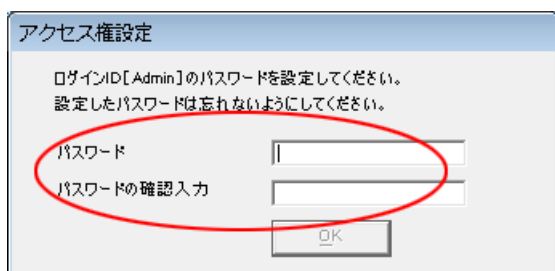 アクセス権設定
ログインID[Admin]のパスワードを設定してください。
設定したパスワードは忘れないようにしてください。
パスワード
パスワードの確認入力
OK